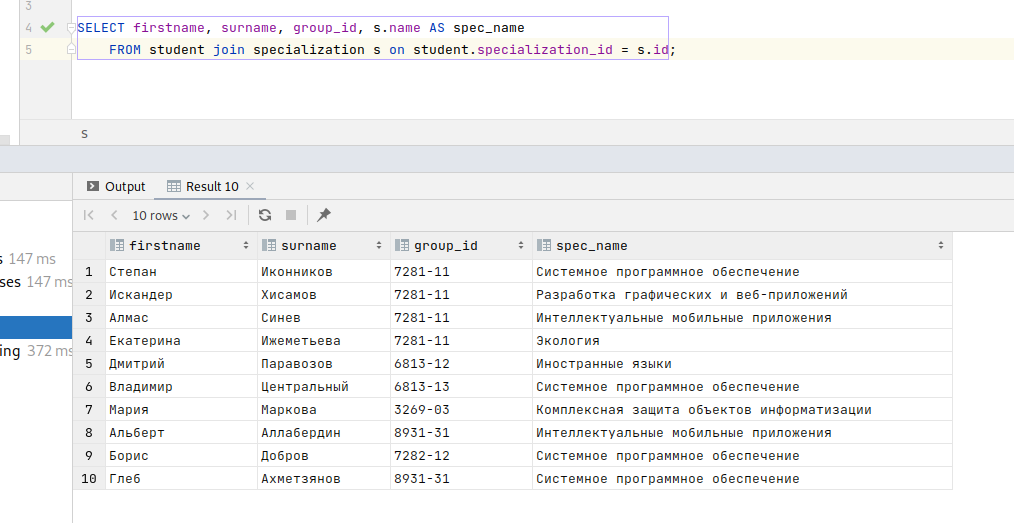 3
4 SELECT firstname, surname, group_id, s.name AS spec_name
5 FROM student join specialization s on student.specialization_id = s.id;
s
Output Result 10
10 rows
firstname surname group_id spec_name
s 147 ms
ses 147 ms
ing 372 ms
1 Степан Иконников 7281-11 Системное программное обеспечение
2 Искандер Хисамов 7281-11 Разработка графических и веб-приложений
3 Алмас Синев 7281-11 Интеллектуальные мобильные приложения
4 Екатерина Ижеметьева 7281-11 Экология
5 Дмитрий Паравозов 6813-12 Иностранные языки
6 Владимир Центральный 6813-13 Системное программное обеспечение
7 Мария Маркова 3269-03 Комплексная защита объектов информатизации
8 Альберт Аллабердин 8931-31 Интеллектуальные мобильные приложения
9 Борис Добров 7282-12 Системное программное обеспечение
10 Глеб Ахметзянов 8931-31 Системное программное обеспечение